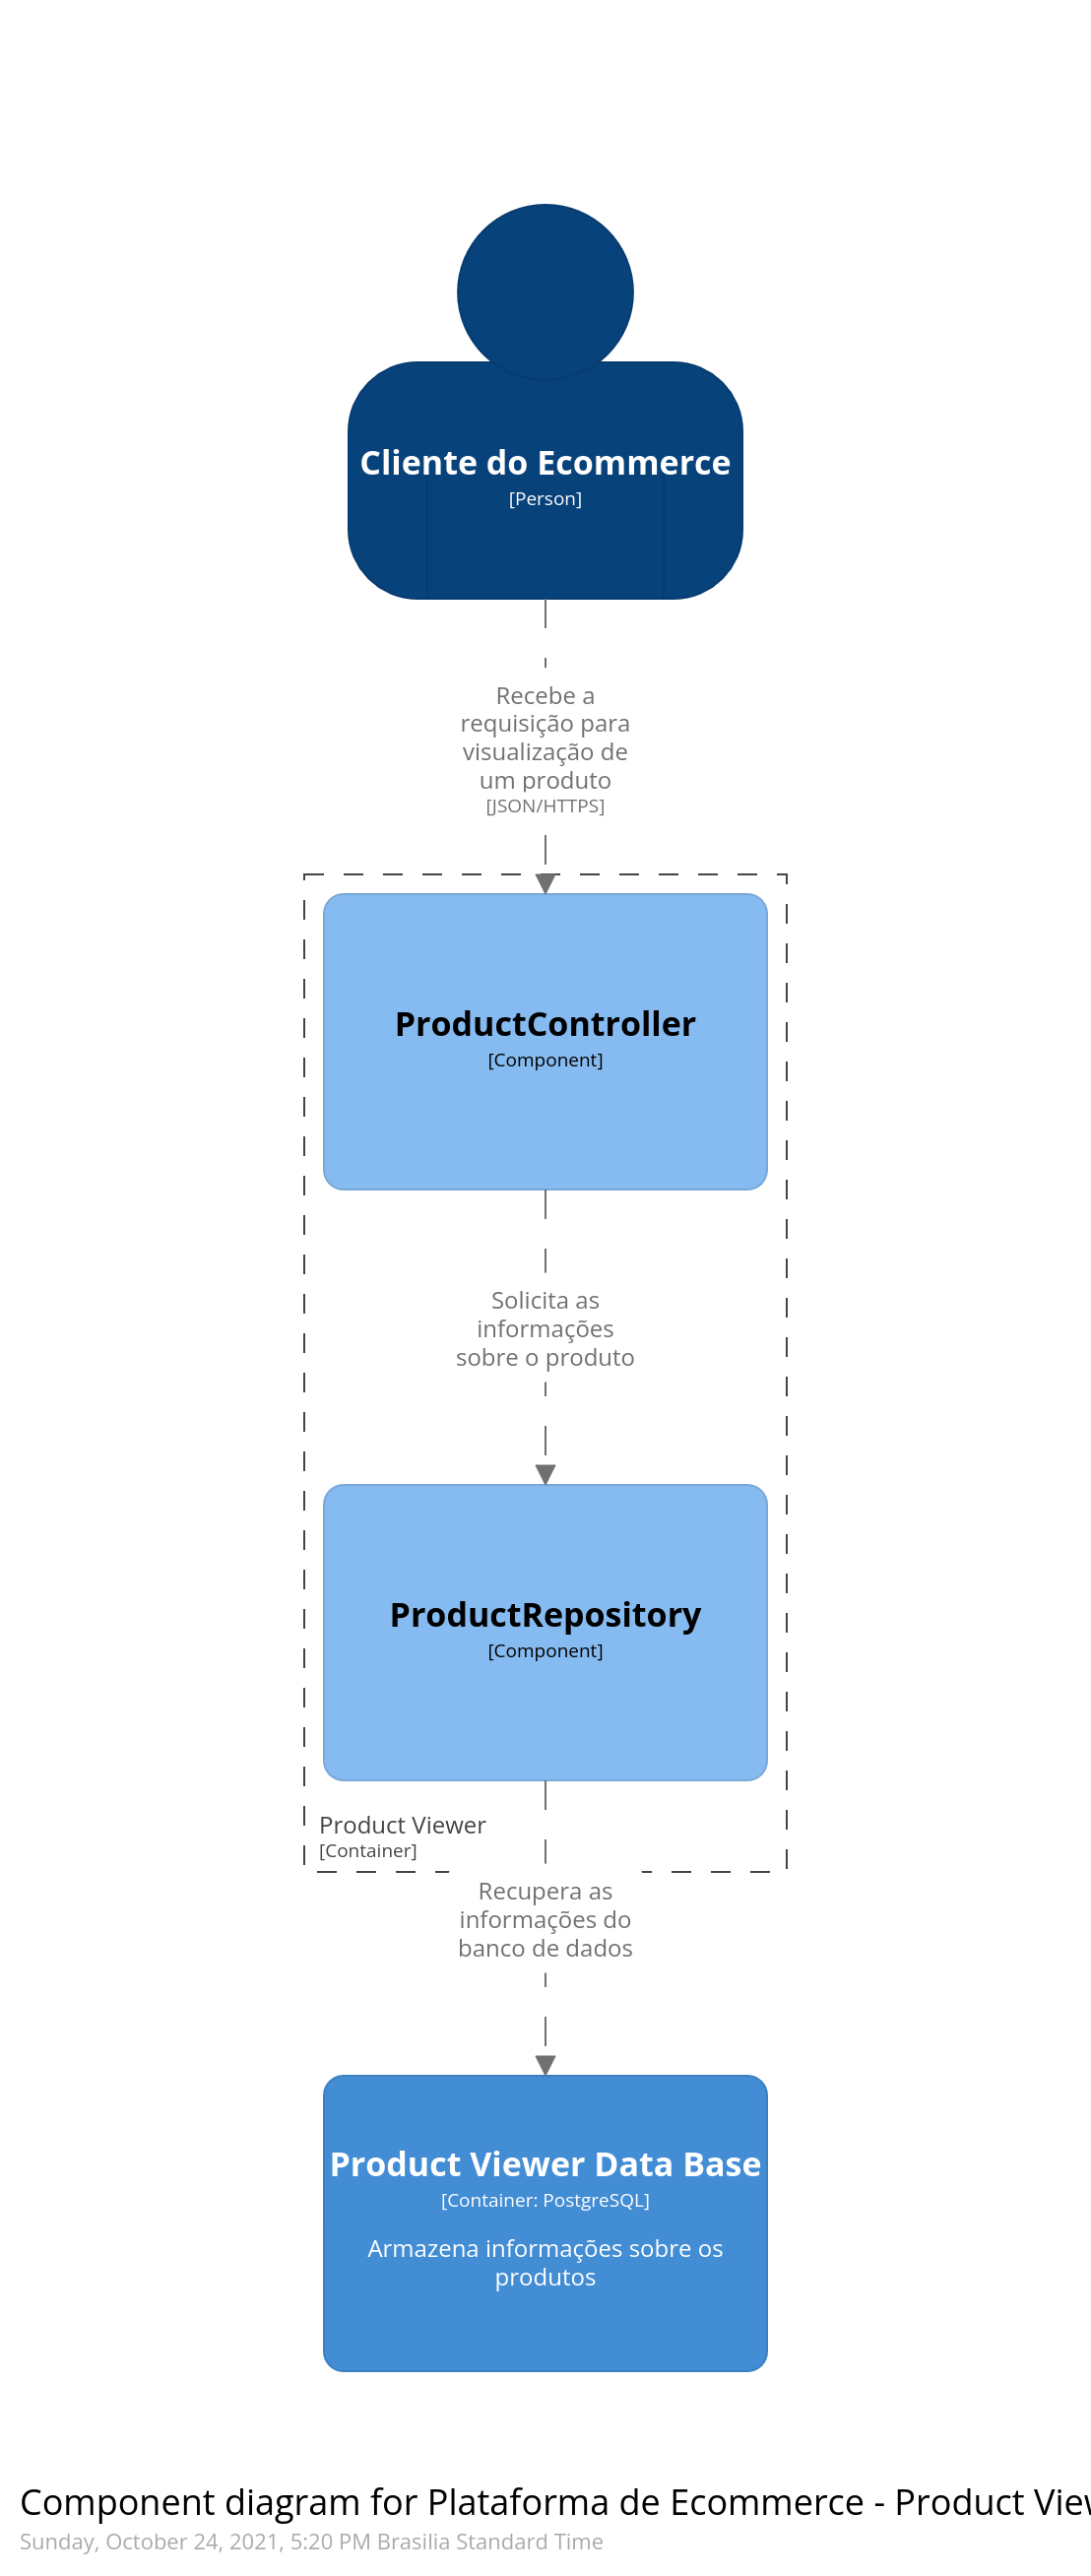 Cliente do Ecommerce
[Person]
Recebe a
requisição para
visualização de
um produto
[JSON/HTTPS]
ProductController
[Component]
Solicita as
informações
sobre o produto
ProductRepository
[Component]
Product Viewer
[Container]
Recupera as
informações do
banco de dados
Product Viewer Data Base
[Container: PostgreSQL]
Armazena informações sobre os
produtos
Component diagram for Plataforma de Ecommerce - Product
Sunday, October 24, 2021, 5:20 PM Brasilia Standard Time